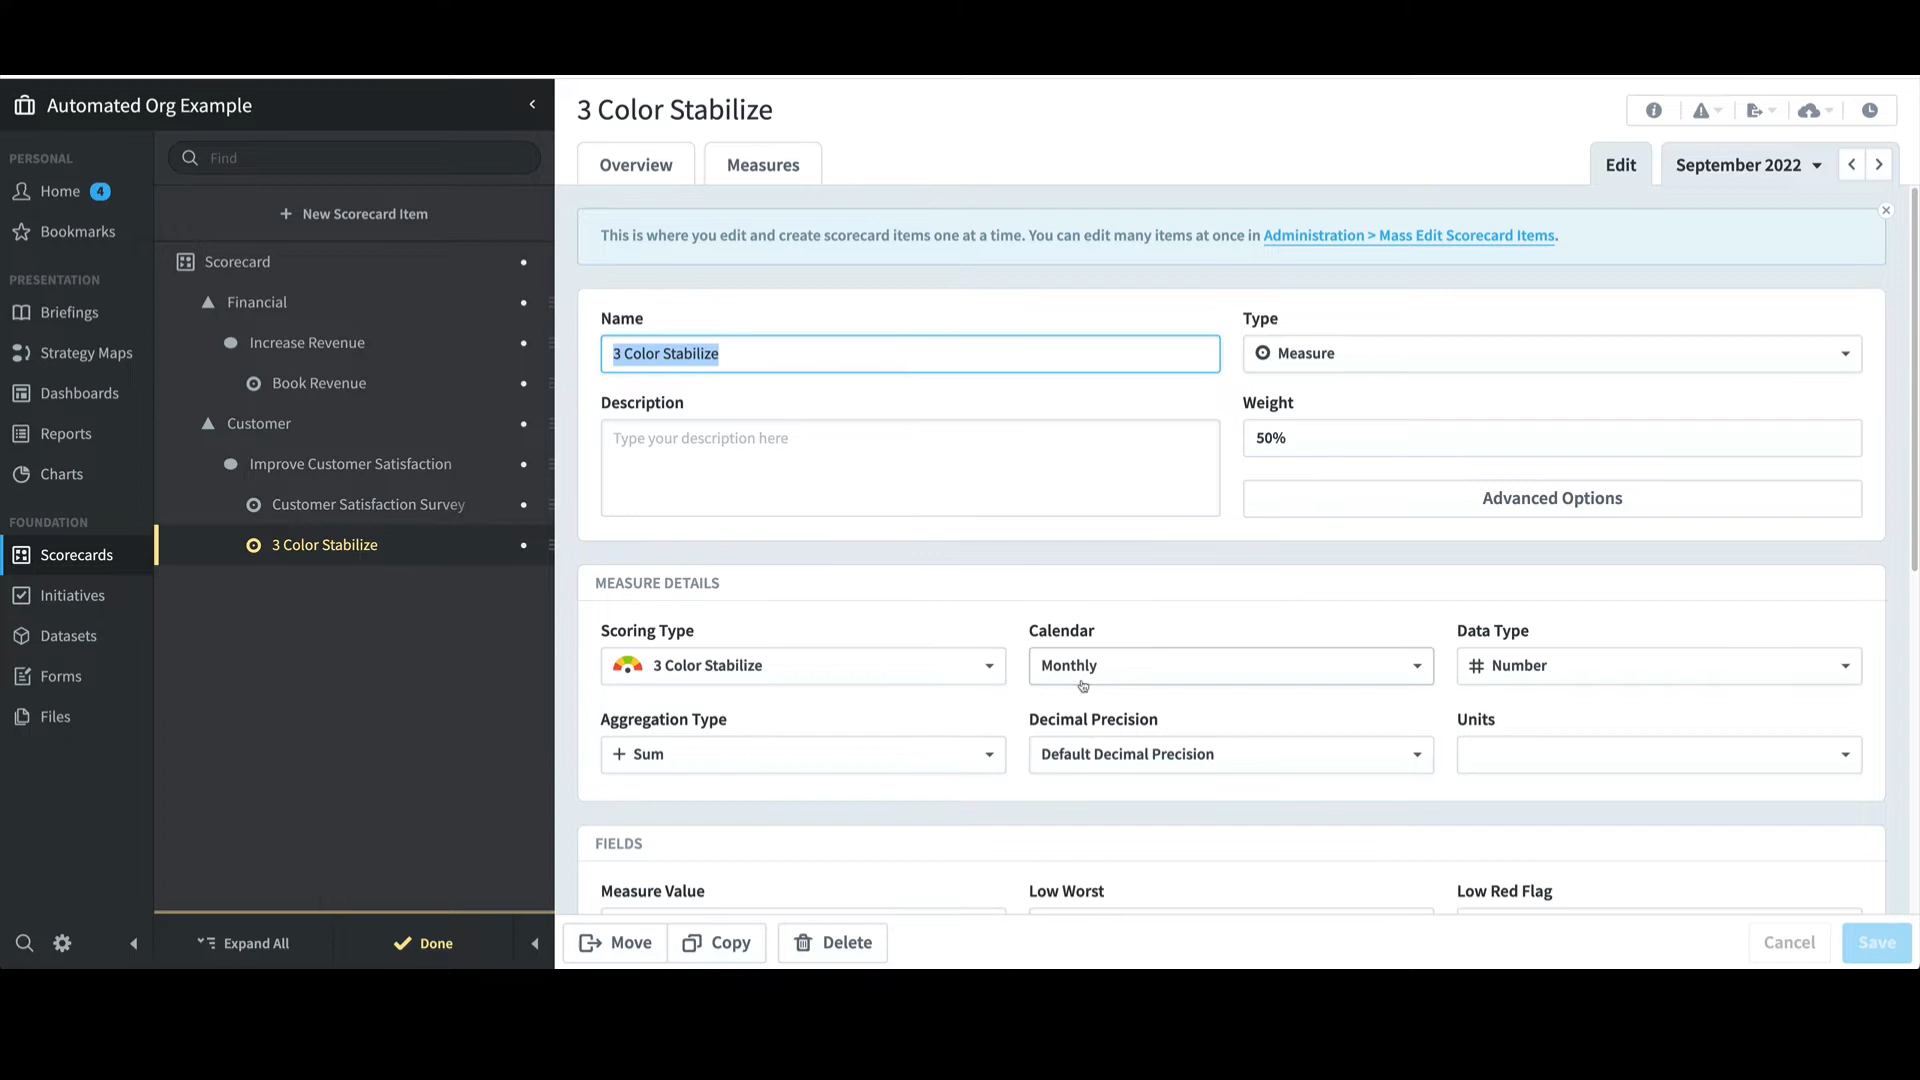 Automated Org Example
PERSONAL
Home 4
Bookmarks
PRESENTATION
Briefings
Strategy Maps
Dashboards
Reports
Charts
FOUNDATION
Scorecards
Initiatives
Datasets
Forms
Files
Find
+ New Scorecard Item
Scorecard
Financial
Increase Revenue
Book Revenue
Customer
Improve Customer Satisfaction
Customer Satisfaction Survey
3 Color Stabilize
Expand All
Done
3 Color Stabilize
Overview
Measures
Edit
September 2022
This is where you edit and create scorecard items one at a time. You can edit many items at once in Administration > Mass Edit Scorecard Items.
Name
3 Color Stabilize
Type
Measure
Description
Type your description here
Weight
50%
Advanced Options
MEASURE DETAILS
Scoring Type
3 Color Stabilize
Calendar
Monthly
Data Type
# Number
Aggregation Type
+ Sum
Decimal Precision
Default Decimal Precision
Units
FIELDS
Measure Value
Low Worst
Low Red Flag
Move
Copy
Delete
Cancel
Save